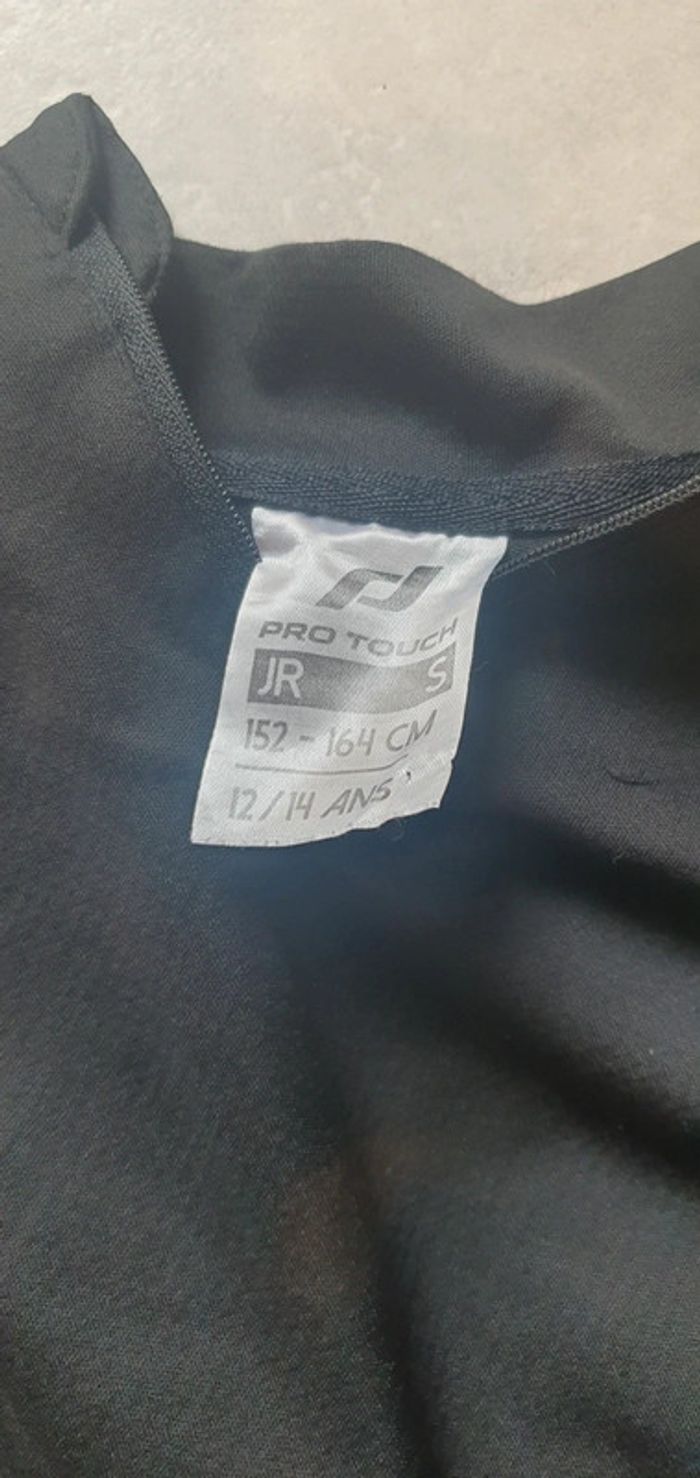 PRO TOUCH
JR S
152 - 164 CM
12/14 ANS